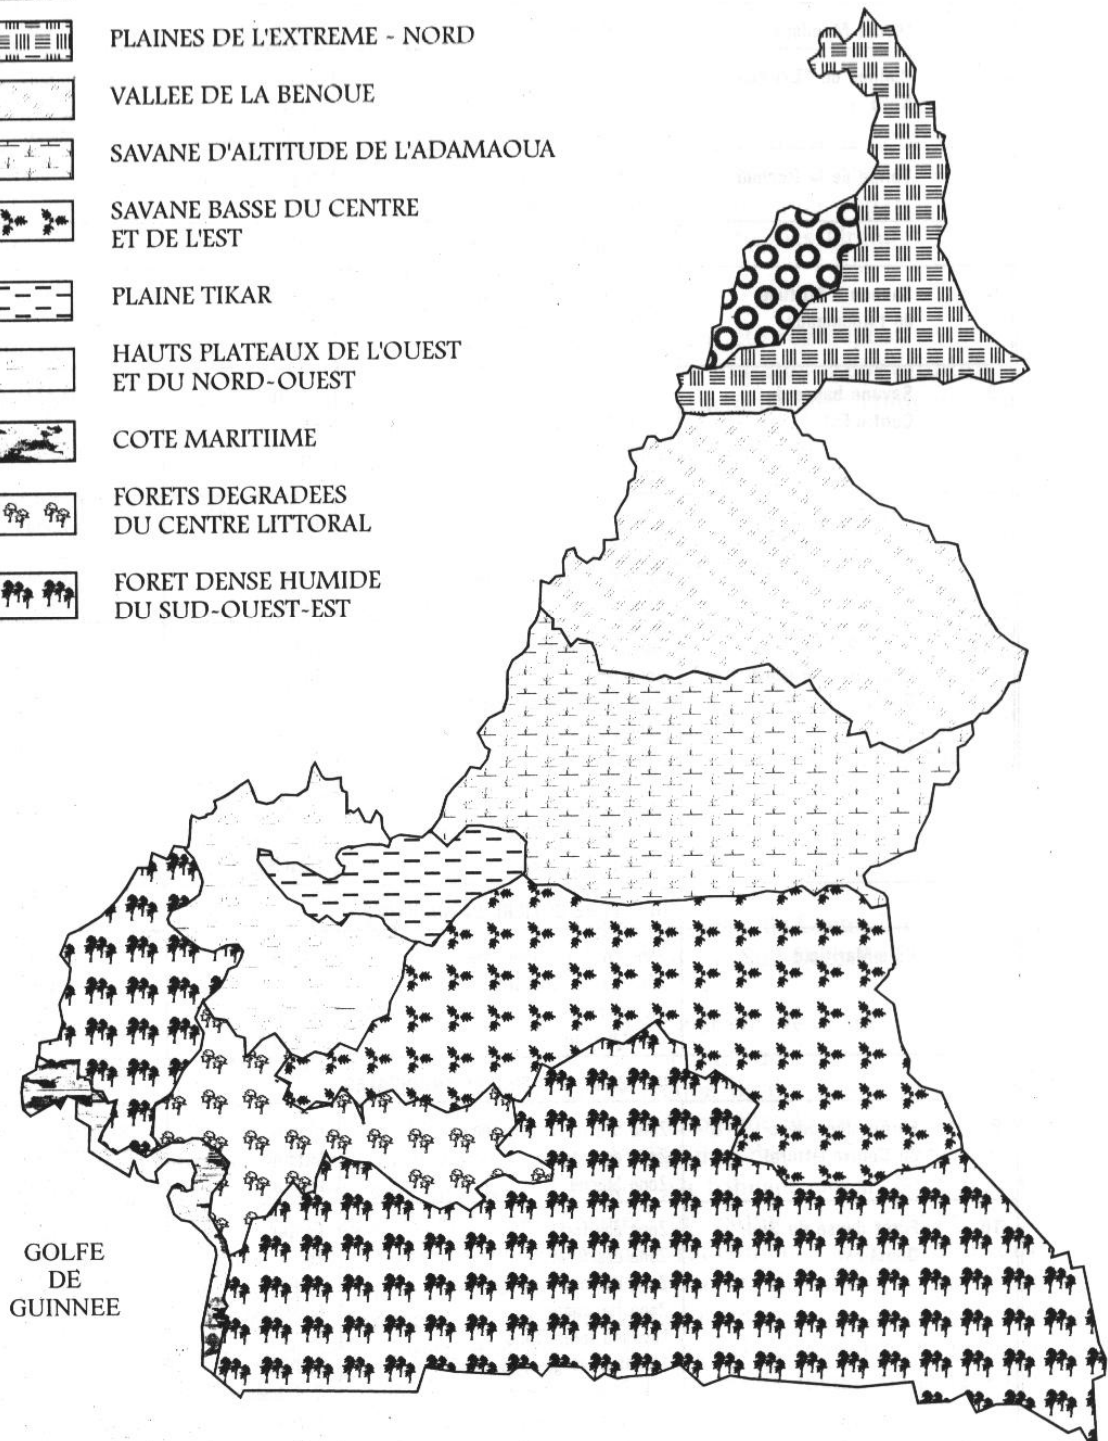 PLAINES DE L'EXTREME - NORD
VALLEE DE LA BENOUE
SAVANE D'ALTITUDE DE L'ADAMAOUA
SAVANE BASSE DU CENTRE
ET DE L'EST
PLAINE TIKAR
HAUTS PLATEAUX DE L'OUEST
ET DU NORD-OUEST
COTE MARITIIME
FORETS DEGRADEES
DU CENTRE LITTORAL
FORET DENSE HUMIDE
DU SUD-OUEST-EST
GOLFE
DE
GUINNEE